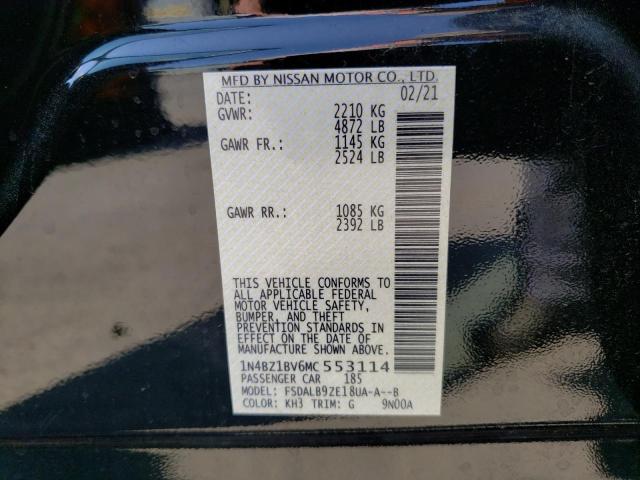 MFD BY NISSAN MOTOR CO., LTD.
DATE: 02/21
GVWR: 2210 KG
4872 LB
GAWR FR.: 1145 KG
2524 LB
GAWR RR.: 1085 KG
2392 LB
THIS VEHICLE CONFORMS TO
ALL APPLICABLE FEDERAL
MOTOR VEHICLE SAFETY,
BUMPER, AND THEFT
PREVENTION STANDARDS IN
EFFECT ON THE DATE OF
MANUFACTURE SHOWN ABOVE.
1N4BZ1BV6MC 553114
PASSENGER CAR 185
MODEL: FSDALB9ZE18UA-A--B
COLOR: KH3 TRIM: G 9N00A